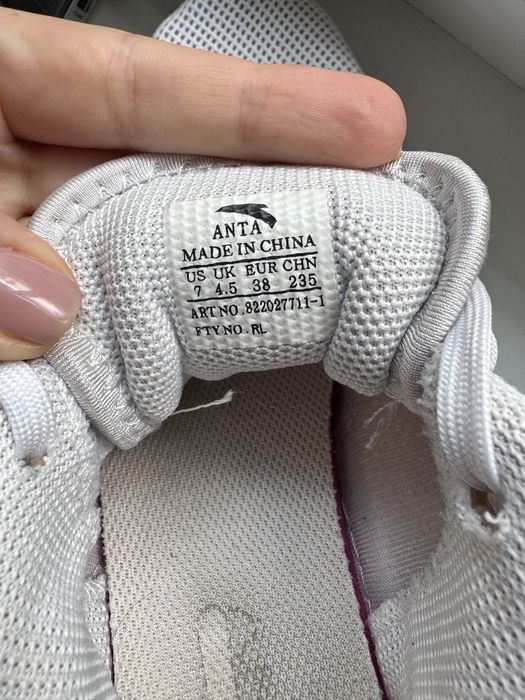 ANTA
MADE IN CHINA
US UK EUR CHN
7 4.5 38 235
ART NO.822027711-1
FTY NO.RL